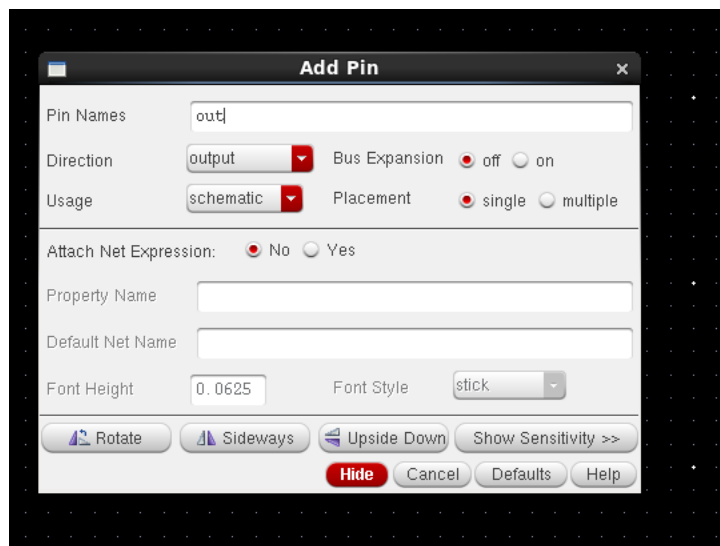 Add Pin
Pin Names out
Direction output Bus Expansion off on
Usage schematic Placement single multiple
Attach Net Expression: No Yes
Property Name
Default Net Name
Font Height 0.0625 Font Style stick
Rotate Sideways Upside Down Show Sensitivity >>
Hide Cancel Defaults Help